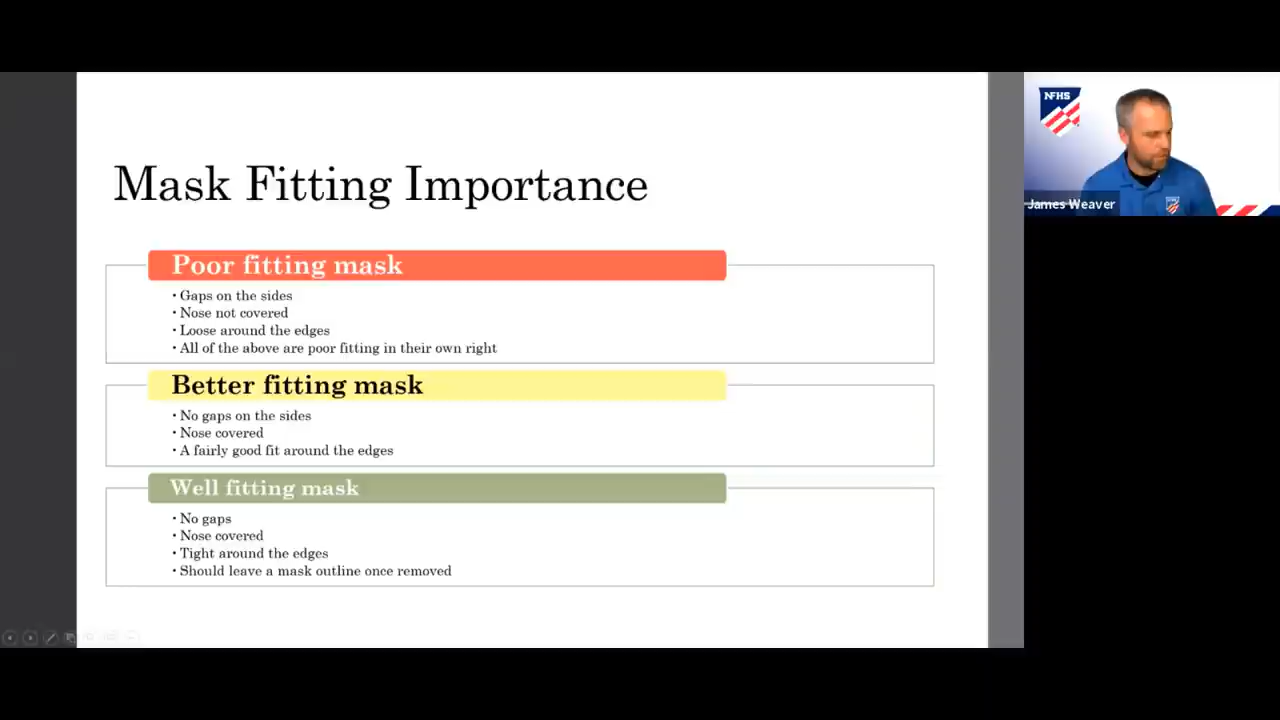 Mask Fitting Importance
Poor fitting mask
• Gaps on the sides
• Nose not covered
• Loose around the edges
• All of the above are poor fitting in their own right
Better fitting mask
• No gaps on the sides
• Nose covered
• A fairly good fit around the edges
Well fitting mask
• No gaps
• Nose covered
• Tight around the edges
• Should leave a mask outline once removed
NFHS
James Weaver